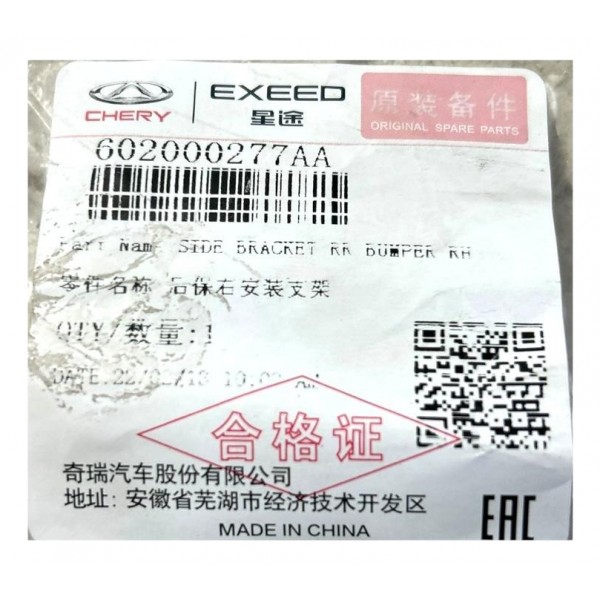 CHERY
EXEED
星途
原装备件
ORIGINAL SPARE PARTS
602000277AA
Part Name SIDE BRACKET RR BUMPER RH
零件名称 后保右安装支架
QTY/数量:1
合格证
奇瑞汽车股份有限公司
地址: 安徽省芜湖市经济技术开发区
MADE IN CHINA
EAC